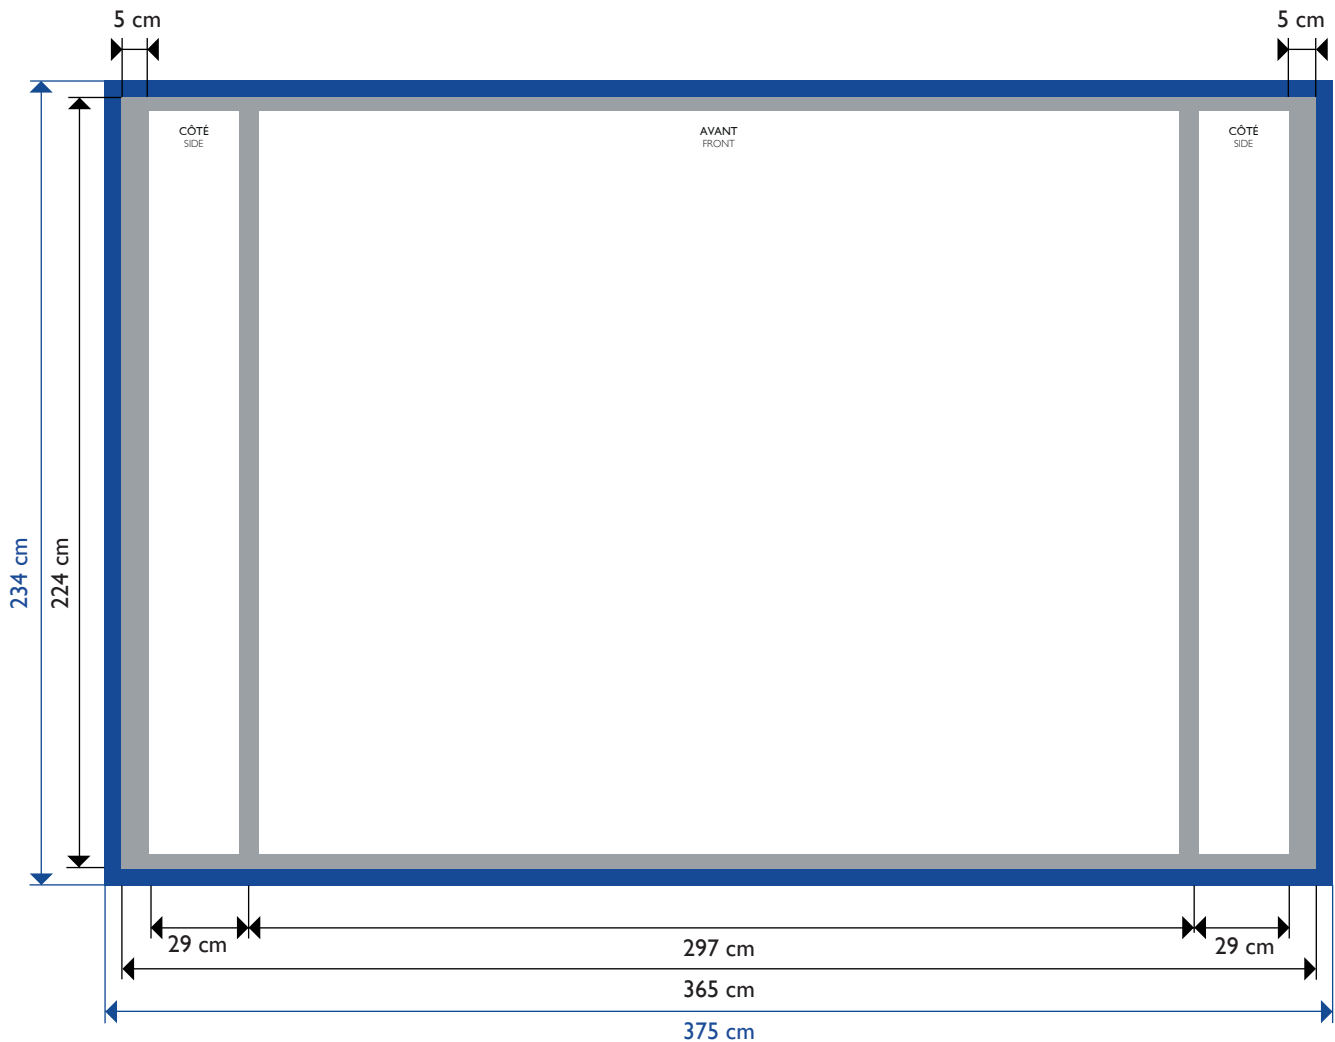 5 cm
5 cm
CÔTÉ
SIDE
AVANT
FRONT
CÔTÉ
SIDE
234 cm
224 cm
29 cm
297 cm
29 cm
365 cm
375 cm